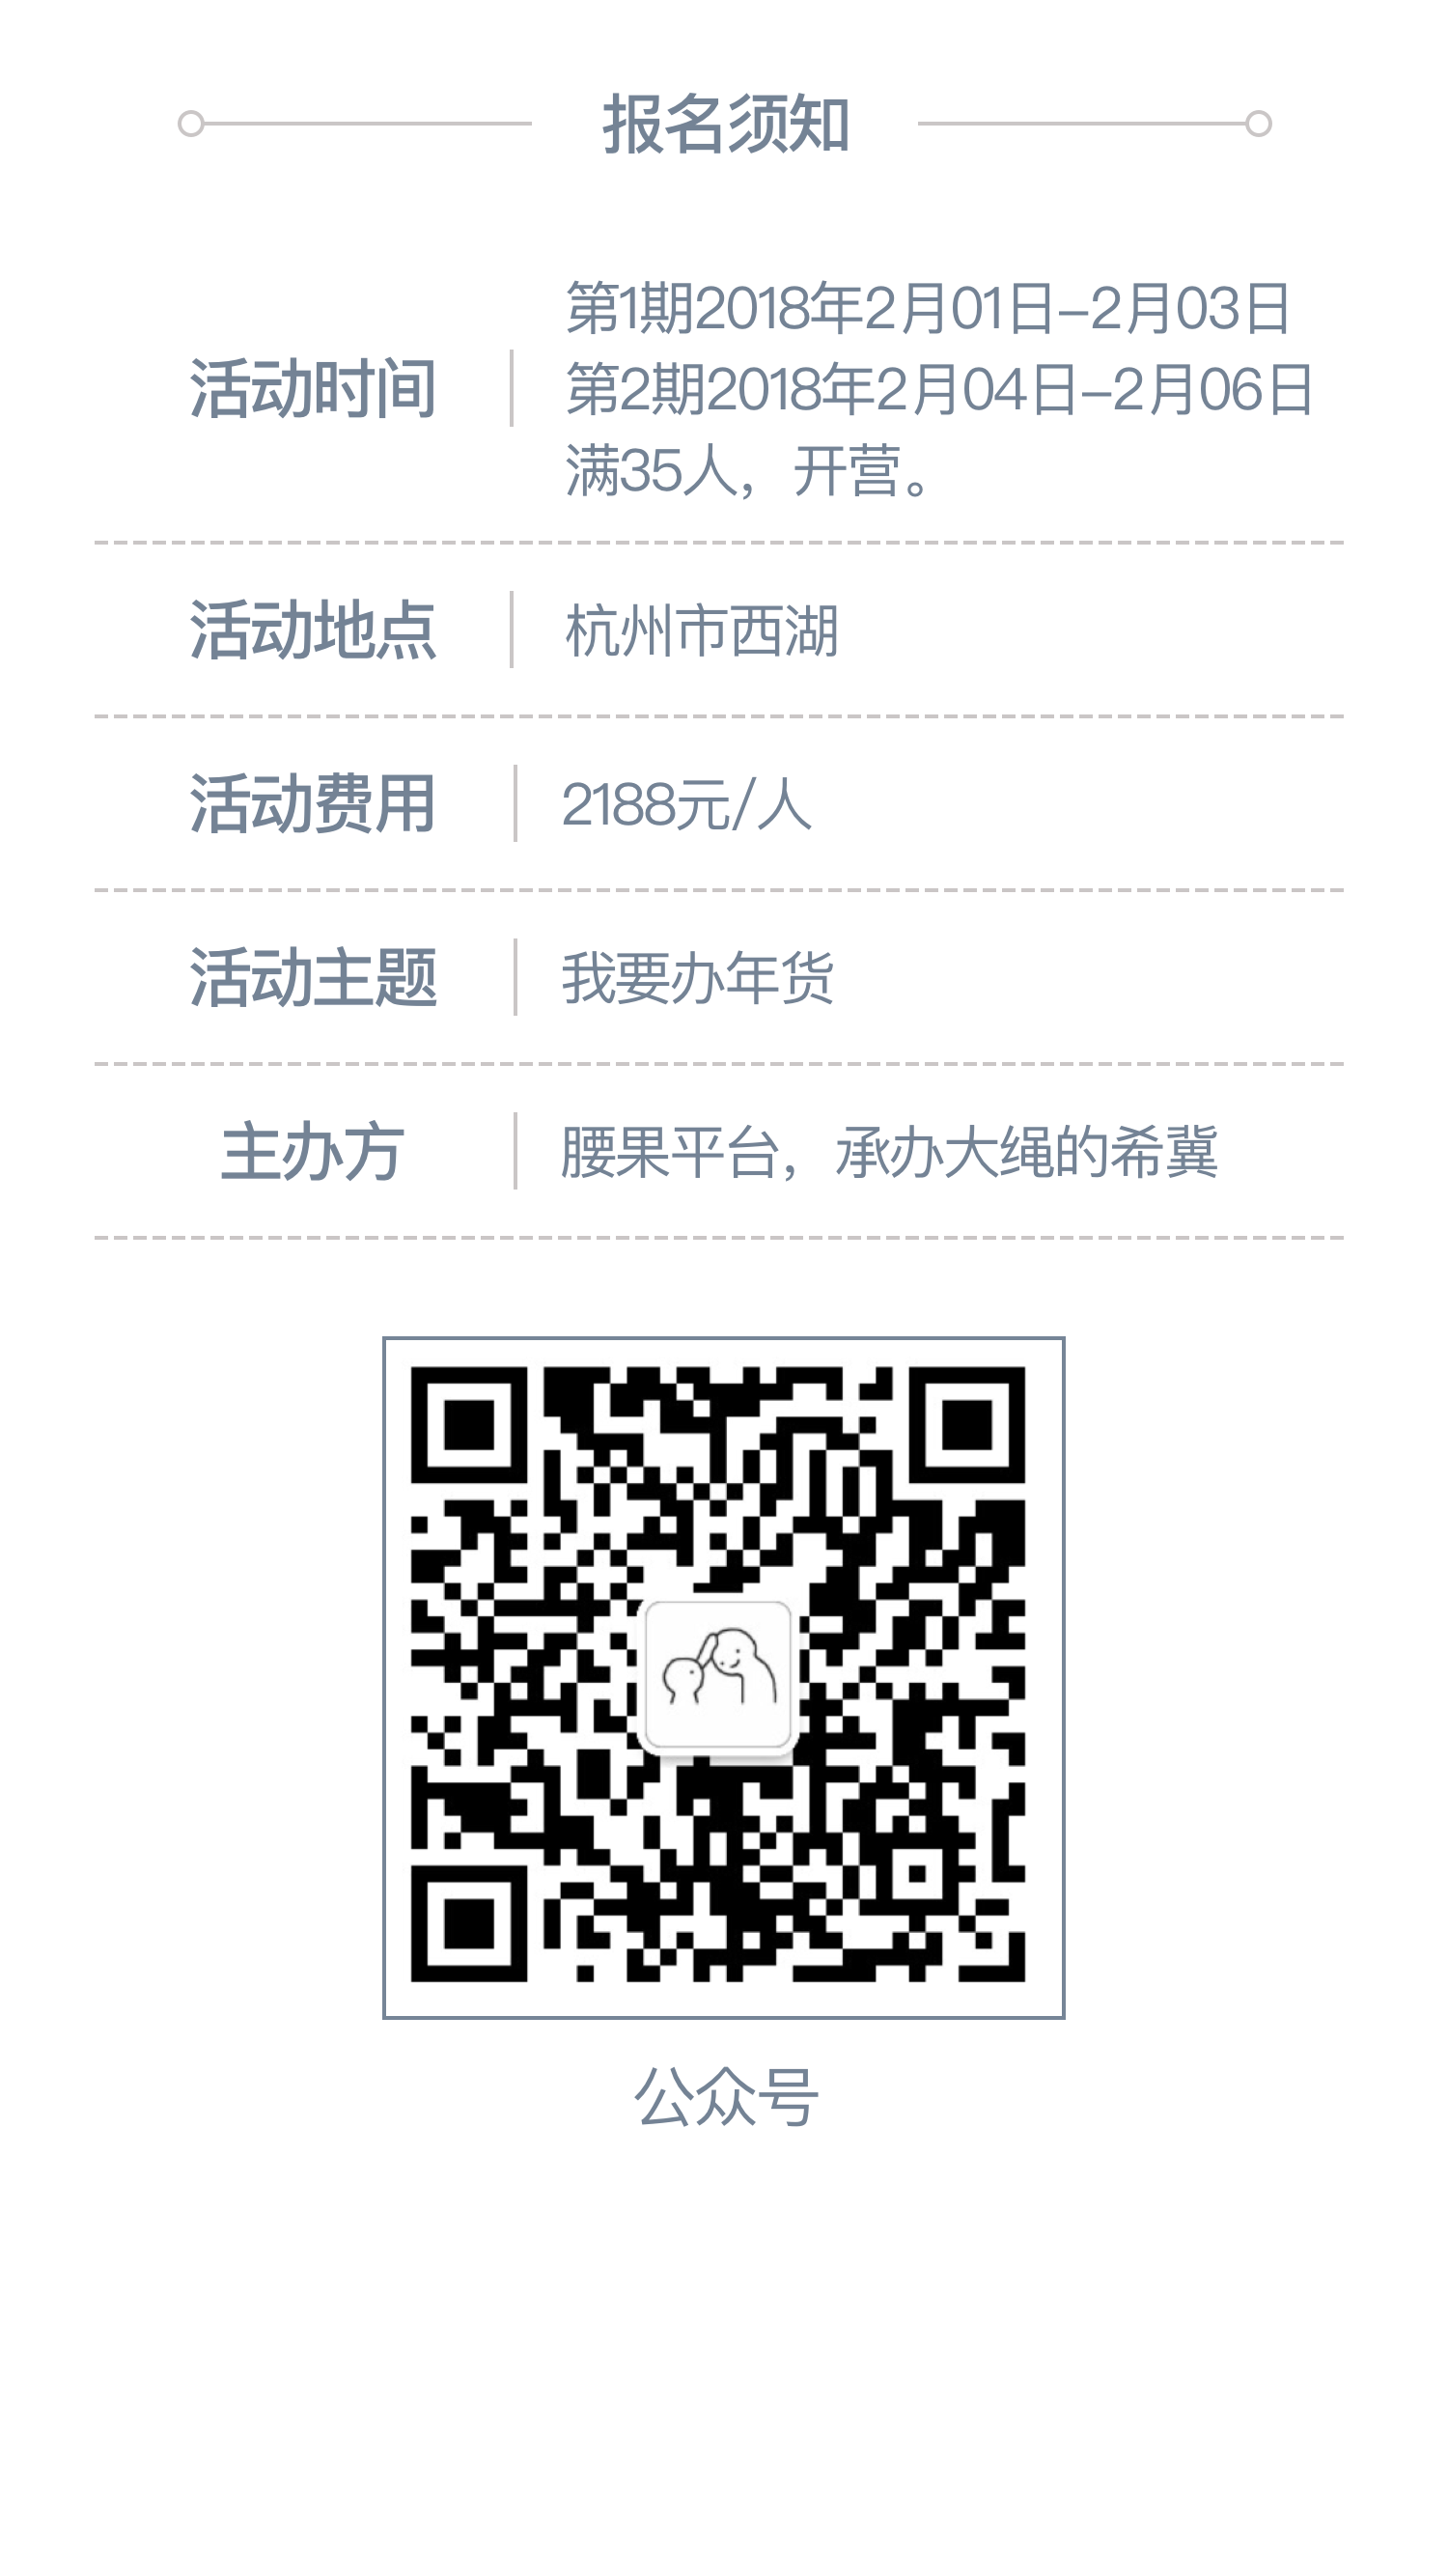 报名须知
活动时间
第1期2018年2月01日–2月03日
第2期2018年2月04日–2月06日
满35人，开营。
活动地点
杭州市西湖
活动费用
2188元/人
活动主题
我要办年货
主办方
腰果平台，承办大绳的希冀
公众号